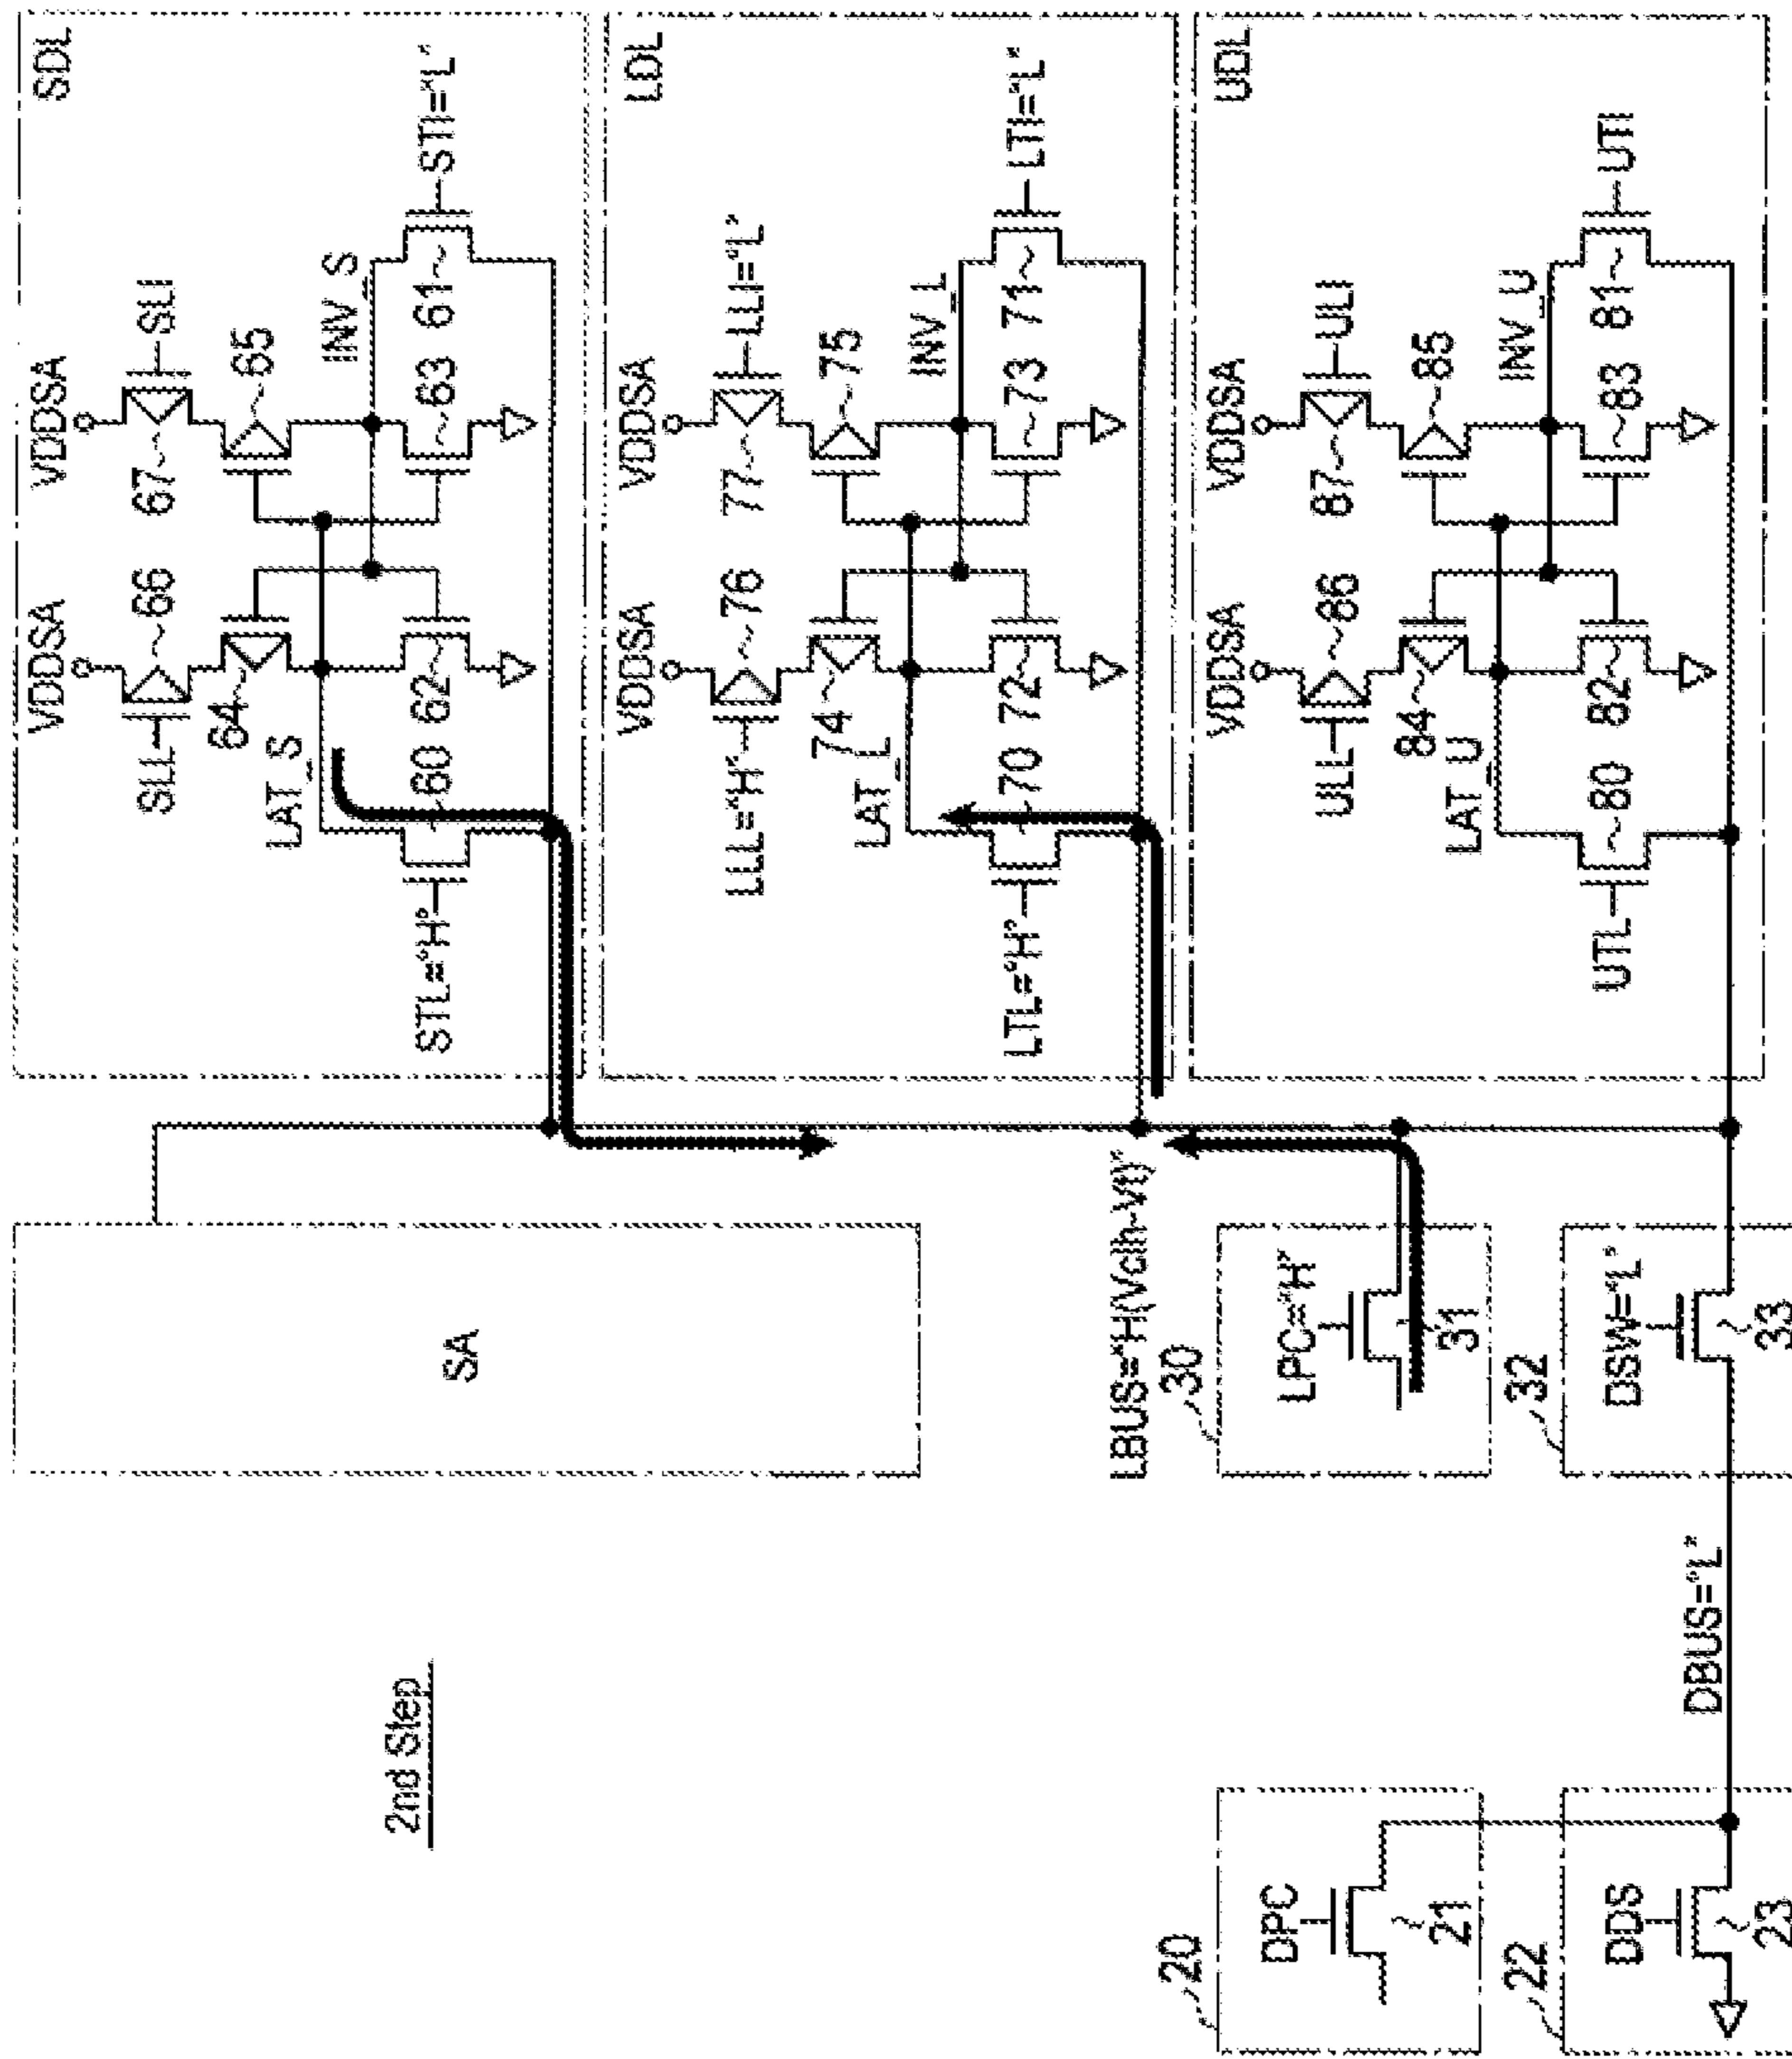 SDL
VDDSA
VDDSA
SLL
66
67
SLI
64
65
LAT_S
INV_S
STL="H"
60
62
63
61
STI="L"
LDL
VDDSA
VDDSA
LLL="H"
76
77
LLI="L"
74
75
LAT_L
INV_L
LTL="H"
70
72
73
71
LTI="L"
UDL
VDDSA
VDDSA
ULL
86
87
ULI
84
85
LAT_U
INV_U
UTL
80
82
83
81
UTI
SA
2nd Step
LBUS="H(Vclh-Vt)"
30
LPC="H"
31
32
DSW="L"
33
DBUS="L"
20
DPC
21
22
DDS
23